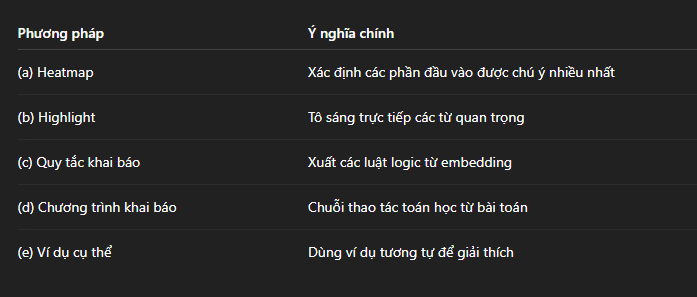 Phương pháp Ý nghĩa chính
(a) Heatmap Xác định các phần đầu vào được chú ý nhiều nhất
(b) Highlight Tô sáng trực tiếp các từ quan trọng
(c) Quy tắc khai báo Xuất các luật logic từ embedding
(d) Chương trình khai báo Chuỗi thao tác toán học từ bài toán
(e) Ví dụ cụ thể Dùng ví dụ tương tự để giải thích